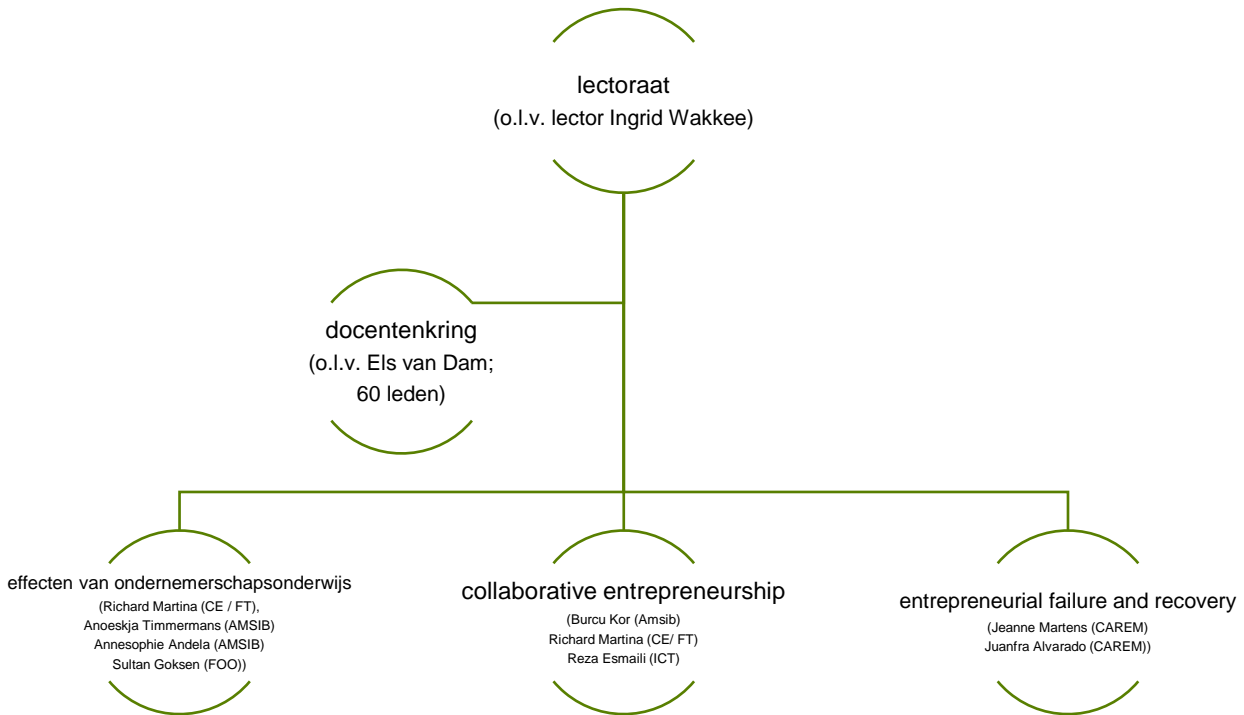 lectoraat
(o.l.v. lector Ingrid Wakkee)
docentenkring
(o.l.v. Els van Dam;
60 leden)
effecten van ondernemerschapsonderwijs
(Richard Martina (CE / FT),
Anoeskja Timmermans (AMSIB)
Annesophie Andela (AMSIB)
Sultan Goksen (FOO))
collaborative entrepreneurship
(Burcu Kor (Amsib)
Richard Martina (CE/ FT)
Reza Esmaili (ICT)
entrepreneurial failure and recovery
(Jeanne Martens (CAREM)
Juanfra Alvarado (CAREM))